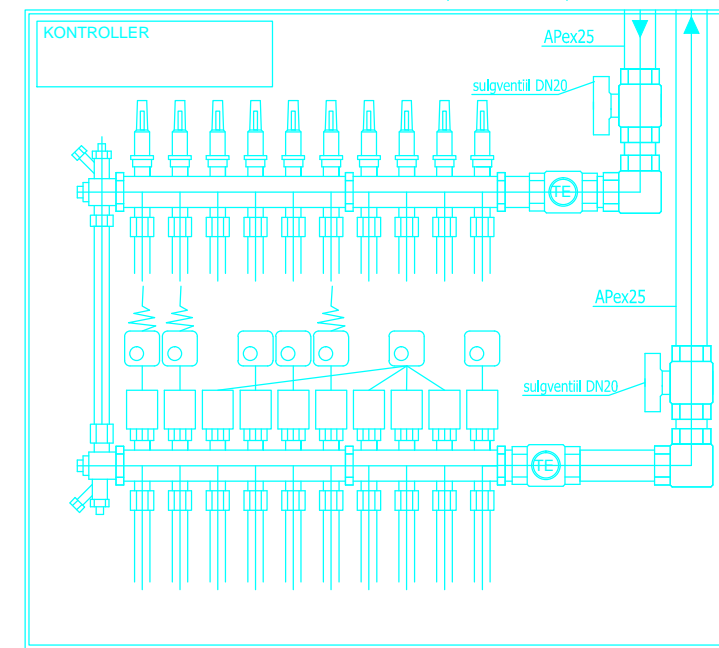 KONTROLLER
APex25
sulgventiil DN20
TE
APex25
sulgventiil DN20
TE